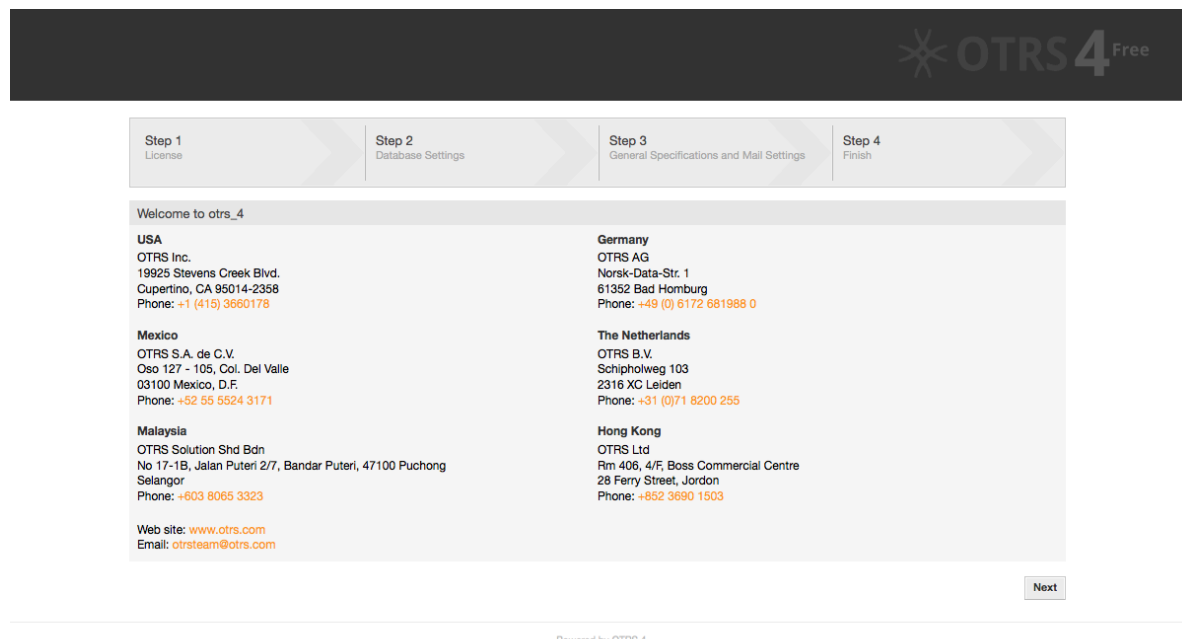 OTRS 4 Free
Step 1
License
Step 2
Database Settings
Step 3
General Specifications and Mail Settings
Step 4
Finish
Welcome to otrs_4
USA
OTRS Inc.
19925 Stevens Creek Blvd.
Cupertino, CA 95014-2358
Phone: +1 (415) 3660178
Germany
OTRS AG
Norsk-Data-Str. 1
61352 Bad Homburg
Phone: +49 (0) 6172 681988 0
Mexico
OTRS S.A. de C.V.
Oso 127 - 105, Col. Del Valle
03100 Mexico, D.F.
Phone: +52 55 5524 3171
The Netherlands
OTRS B.V.
Schipholweg 103
2316 XC Leiden
Phone: +31 (0)71 8200 255
Malaysia
OTRS Solution Shd Bdn
No 17-1B, Jalan Puteri 2/7, Bandar Puteri, 47100 Puchong
Selangor
Phone: +603 8065 3323
Hong Kong
OTRS Ltd
Rm 406, 4/F, Boss Commercial Centre
28 Ferry Street, Jordon
Phone: +852 3690 1503
Web site: www.otrs.com
Email: otrsteam@otrs.com
Next
Powered by OTRS 4